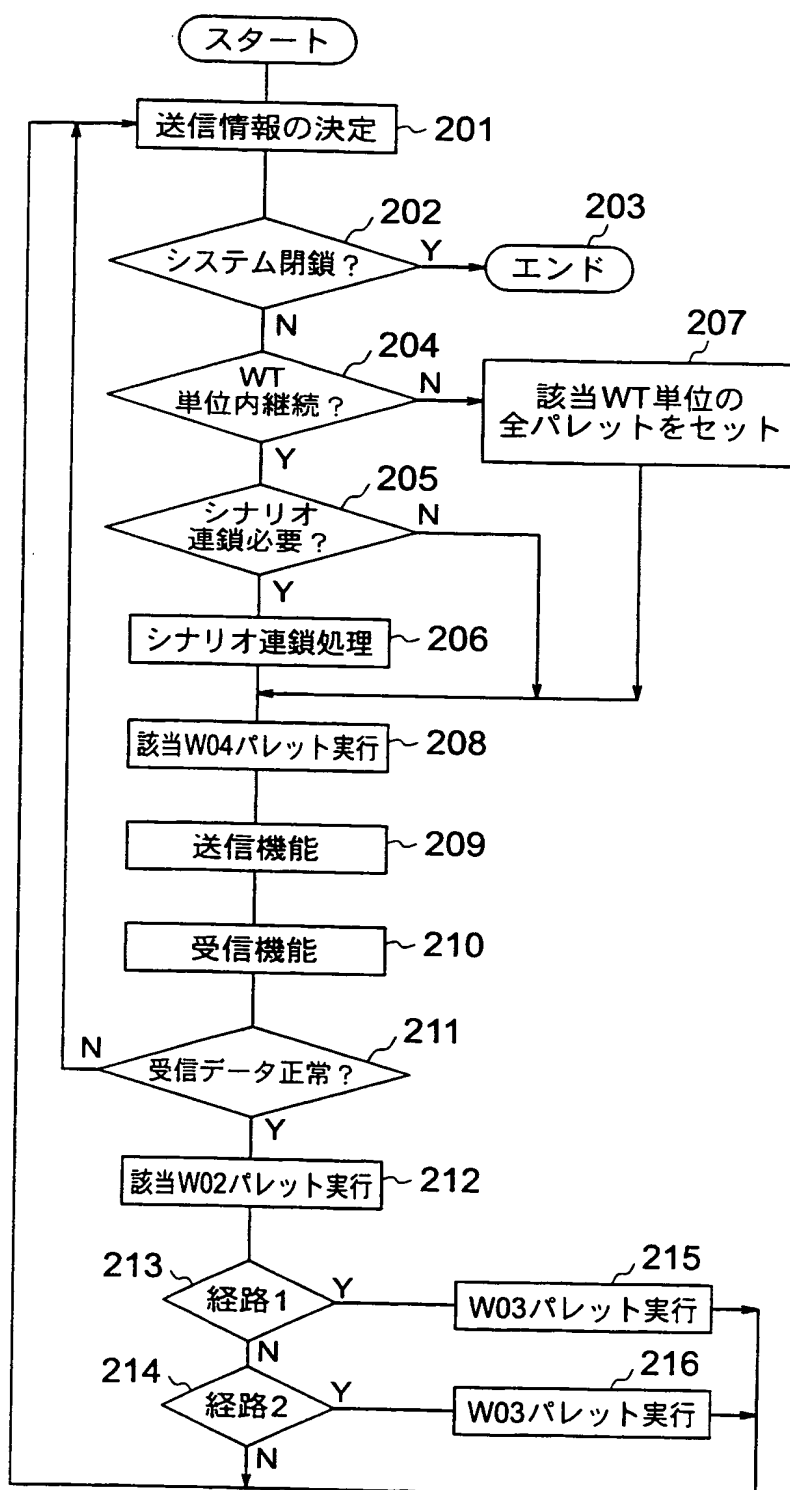 スタート
送信情報の決定
201
202
システム閉鎖？
Y
203
エンド
N
204
WT
単位内継続？
N
207
該当WT単位の
全パレットをセット
Y
205
シナリオ
連鎖必要？
N
Y
シナリオ連鎖処理
206
該当W04パレット実行
208
送信機能
209
受信機能
210
211
N
受信データ正常？
Y
該当W02パレット実行
212
213
経路1
Y
215
W03パレット実行
N
214
経路2
Y
216
W03パレット実行
N